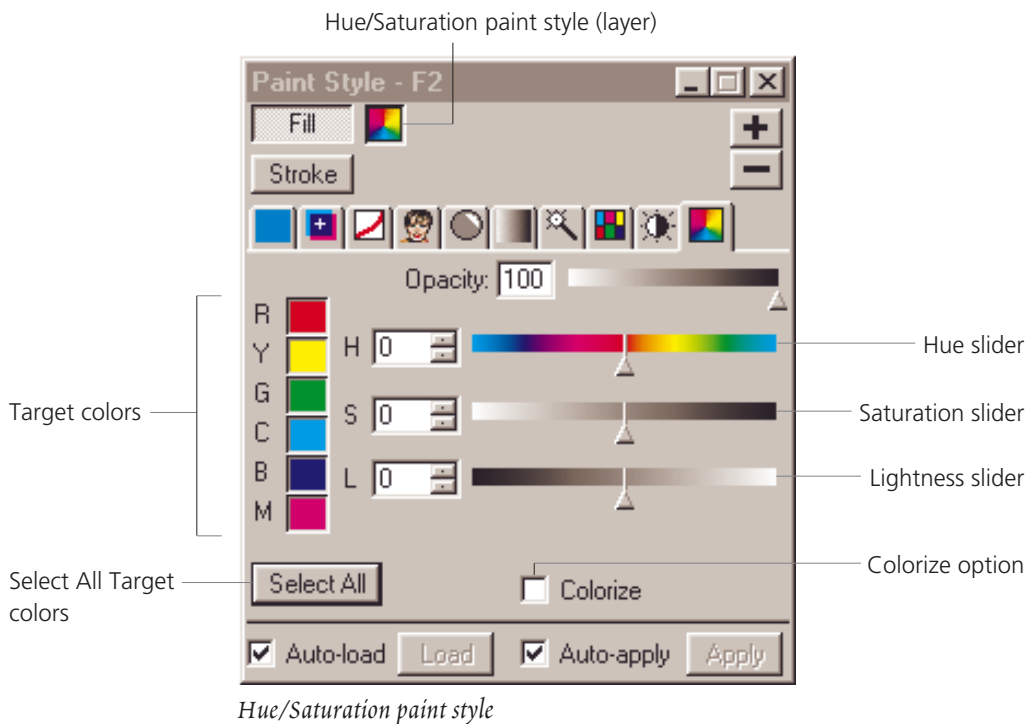 Hue/Saturation paint style (layer)
Paint Style - F2
Fill
Stroke
Opacity: 100
R
Y
G
C
B
M
H 0
S 0
L 0
Hue slider
Saturation slider
Lightness slider
Target colors
Select All Target
colors
Select All
Colorize
Colorize option
Auto-load Load Auto-apply Apply
Hue/Saturation paint style